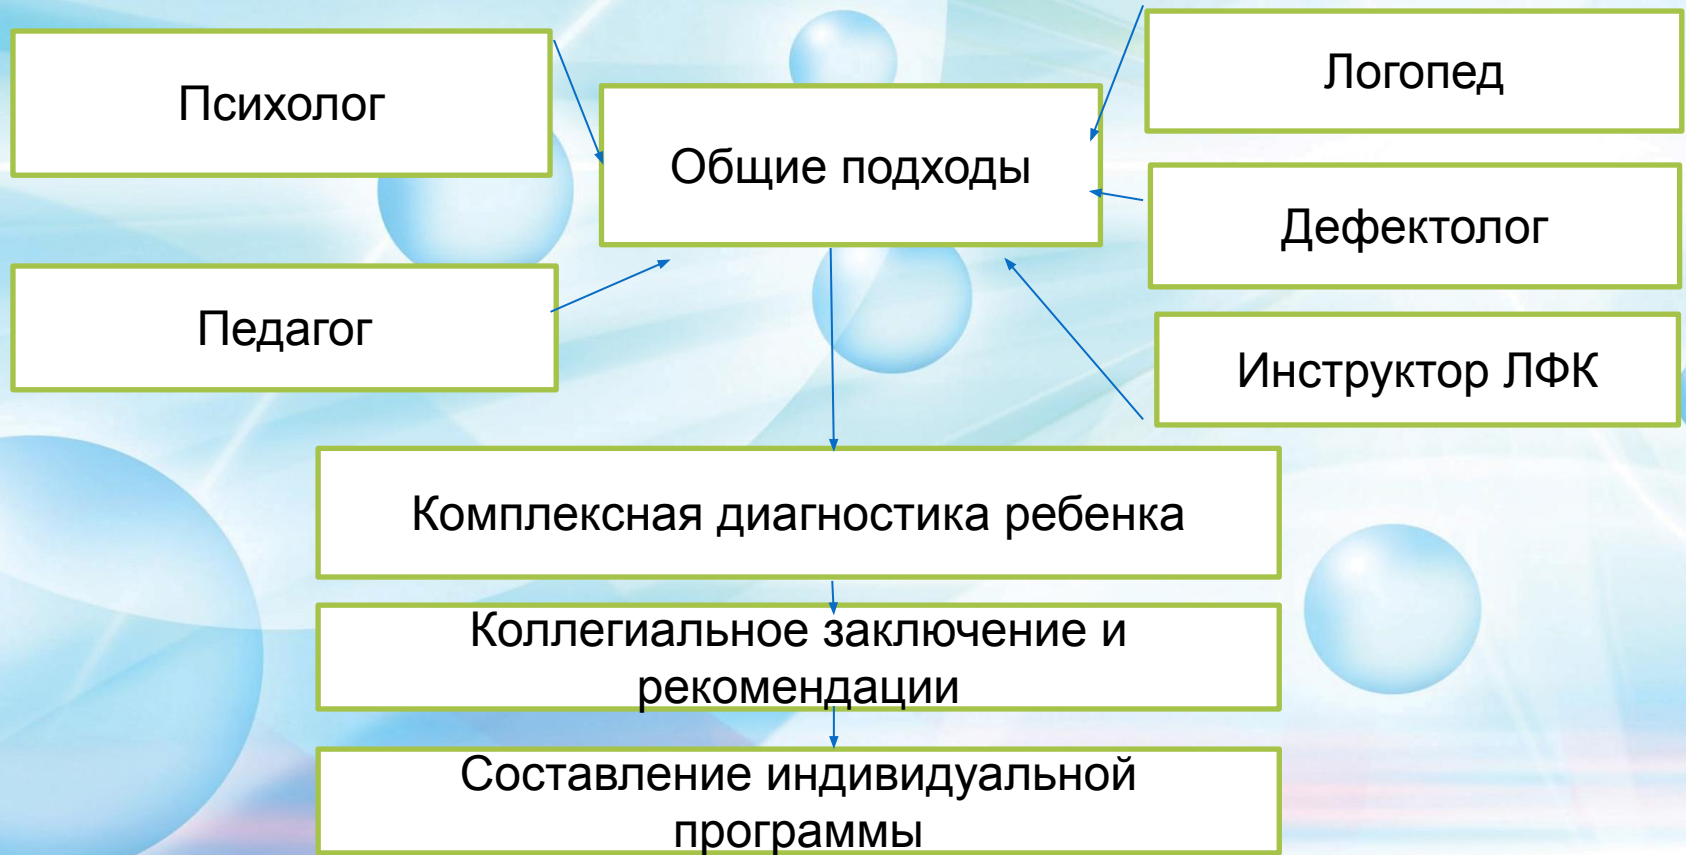 Психолог
Логопед
Общие подходы
Дефектолог
Педагог
Инструктор ЛФК
Комплексная диагностика ребенка
Коллегиальное заключение и
рекомендации
Составление индивидуальной
программы